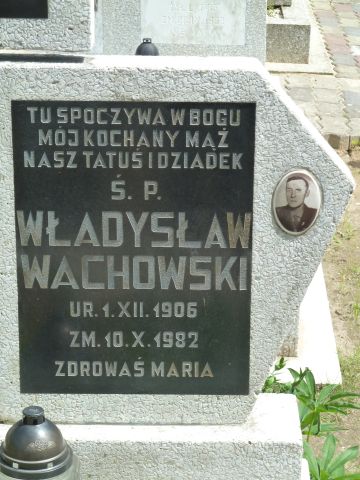 TU SPOCZYWA W BOGU
MÓJ KOCHANY MĄŻ
NASZ TATUŚ I DZIADEK
Ś. P.
WŁADYSŁAW
WACHOWSKI
UR. 1. XII. 1906
ZM. 10. X. 1982
ZDROWAŚ MARIA